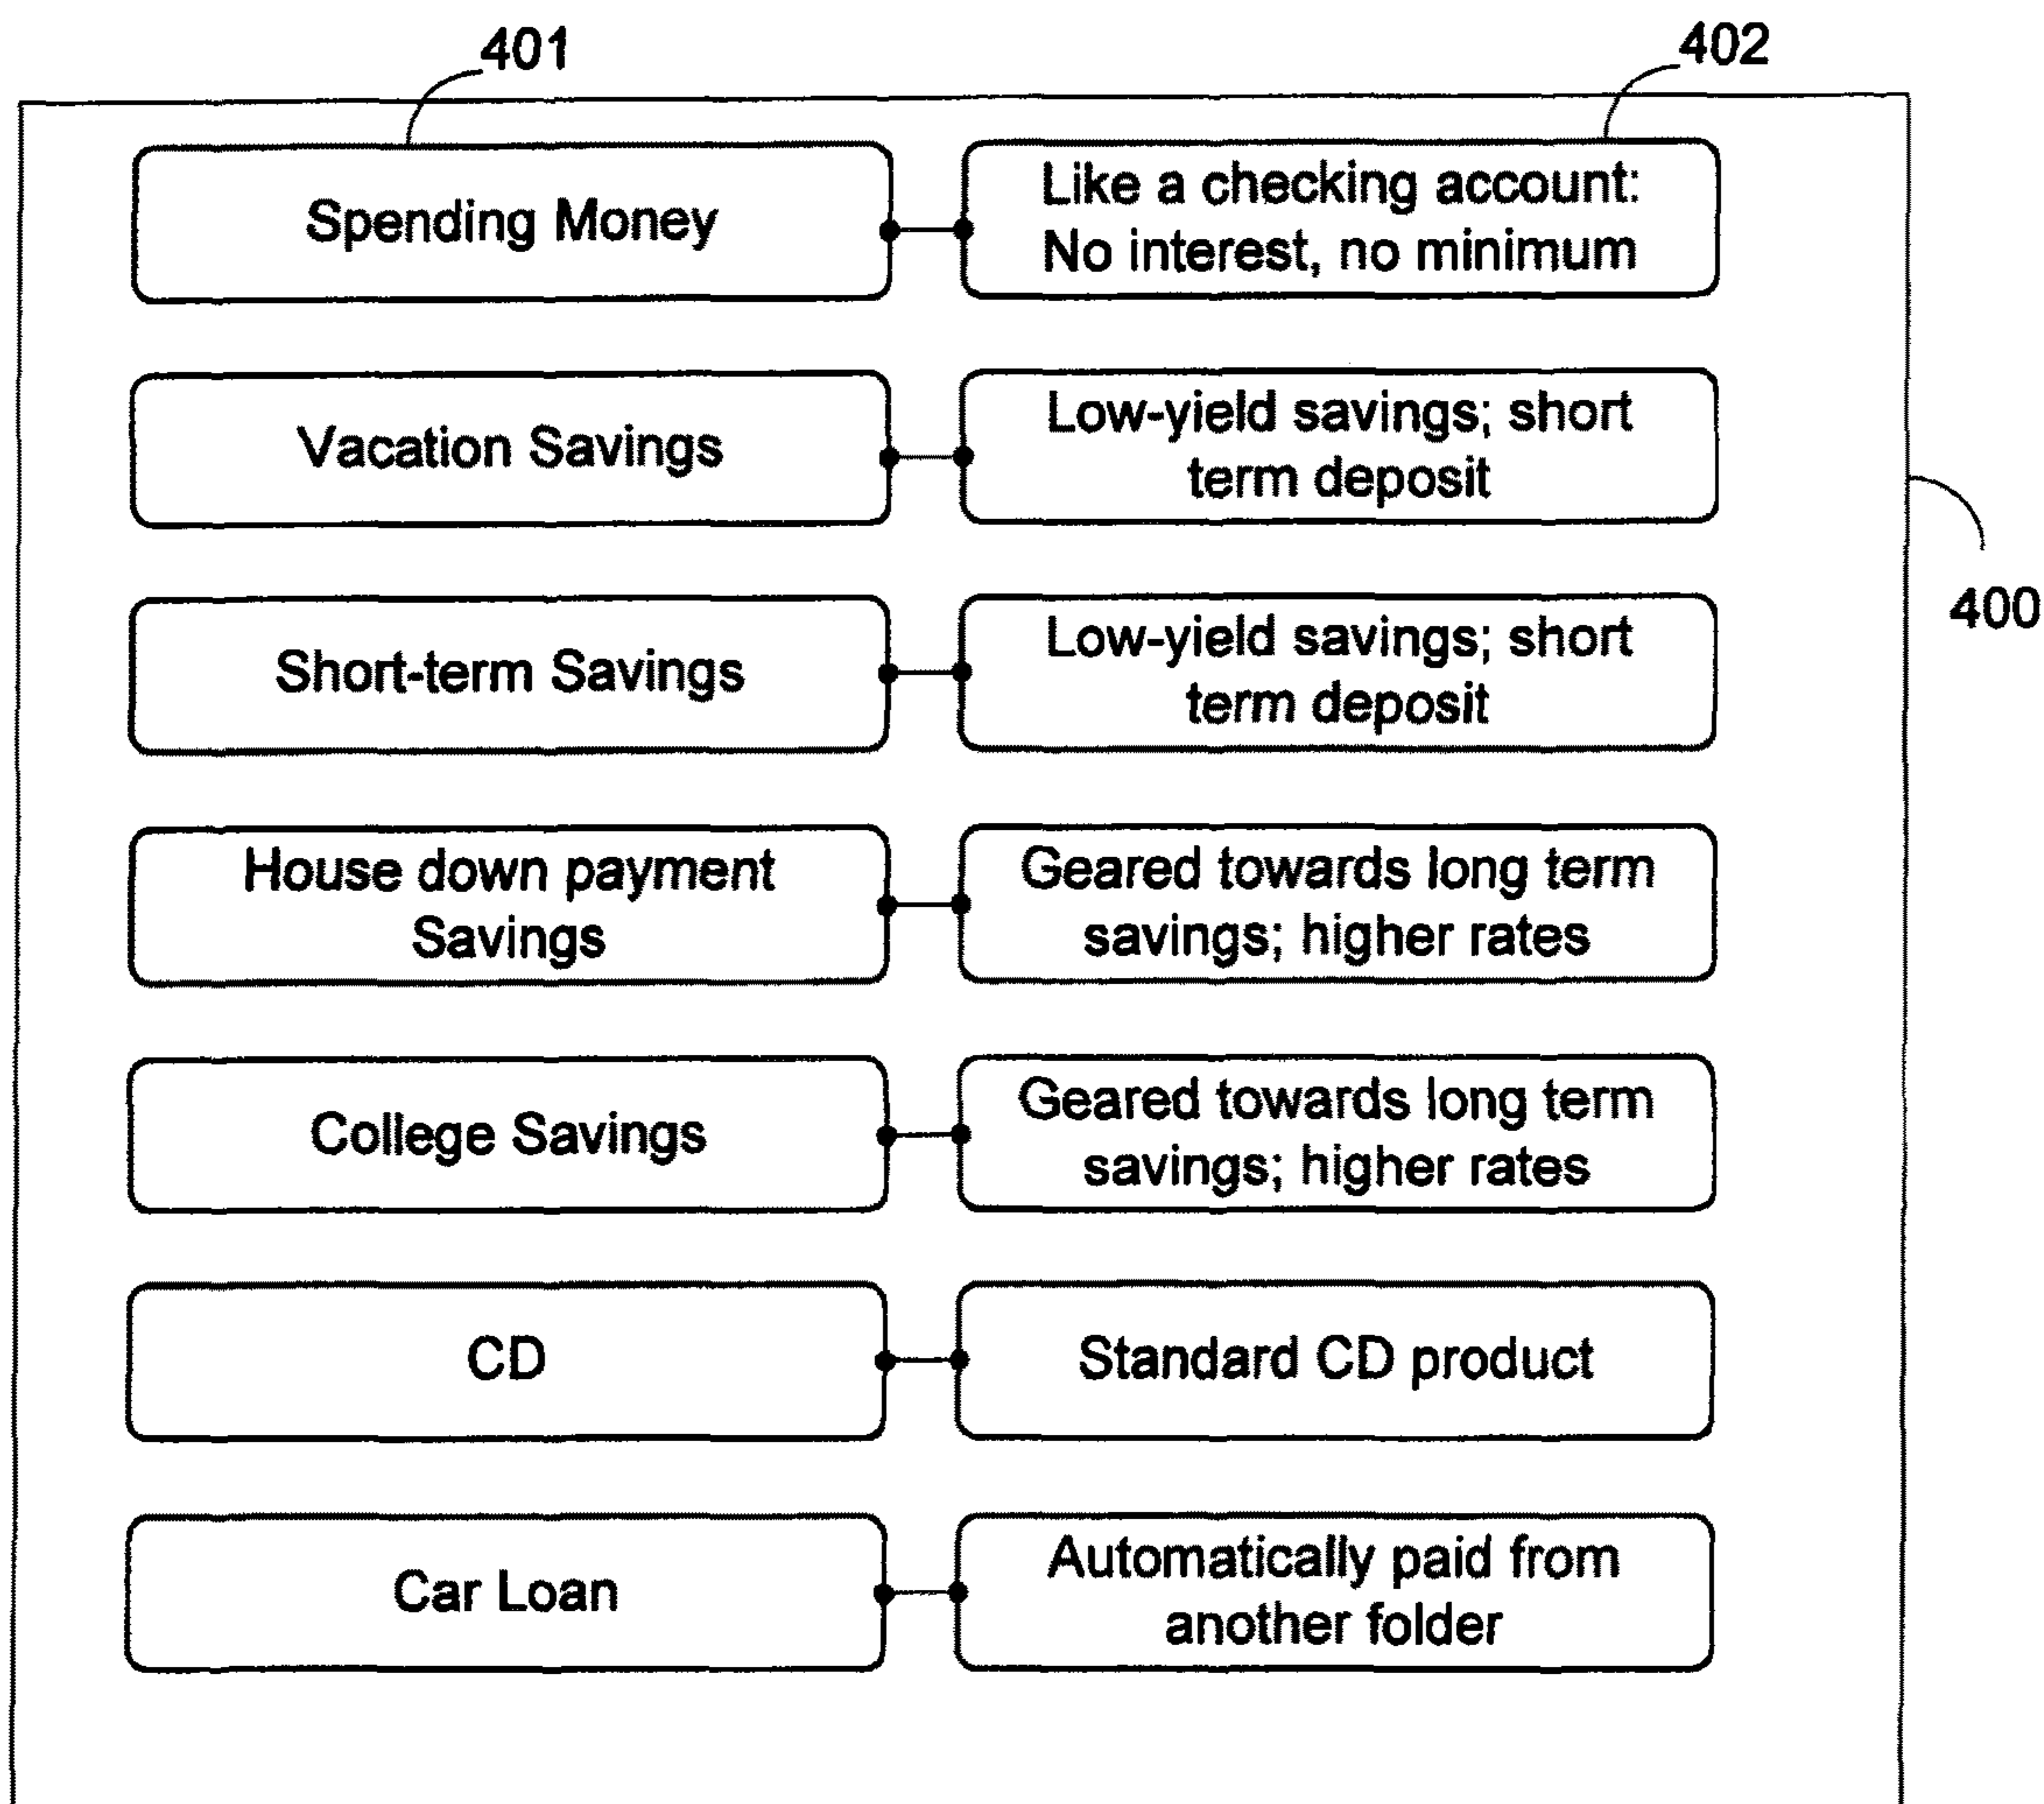 401
402
Spending Money
Like a checking account:
No interest, no minimum
Vacation Savings
Low-yield savings; short
term deposit
400
Short-term Savings
Low-yield savings; short
term deposit
House down payment
Savings
Geared towards long term
savings; higher rates
College Savings
Geared towards long term
savings; higher rates
CD
Standard CD product
Car Loan
Automatically paid from
another folder